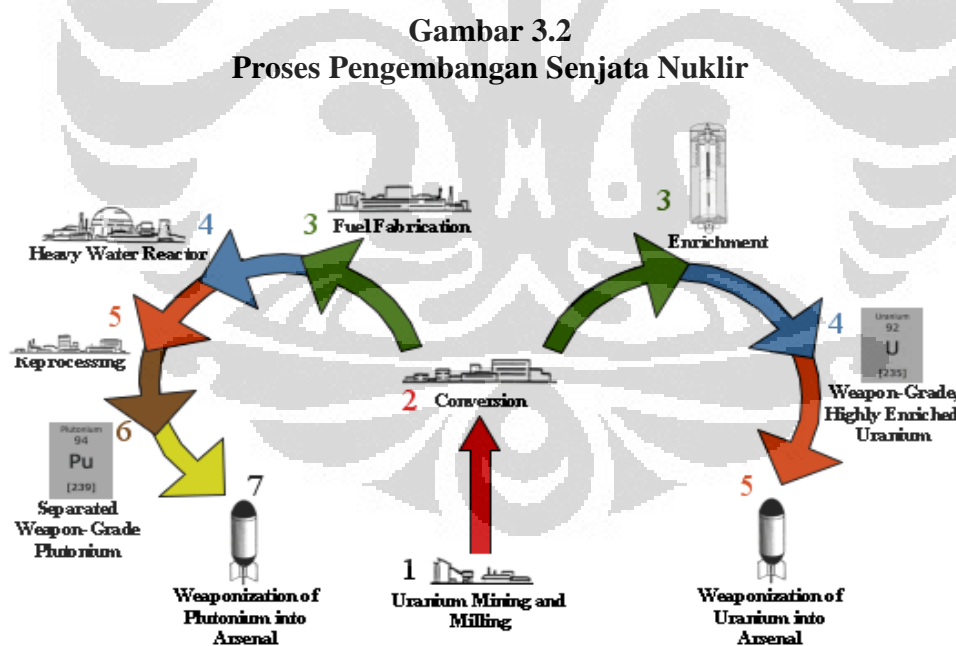 Gambar 3.2
Proses Pengembangan Senjata Nuklir
4
Heavy Water Reactor
3
Fuel Fabrication
3
Enrichment
5
Reprocessing
2
Conversion
4
Uranium
92
U
[235]
Weapon-Grade,
Highly Enriched
Uranium
6
Plutonium
94
Pu
[239]
Separated
Weapon-Grade
Plutonium
7
Weaponization of
Plutonium into
Arsenal
1
Uranium Mining and
Milling
5
Weaponization of
Uranium into
Arsenal